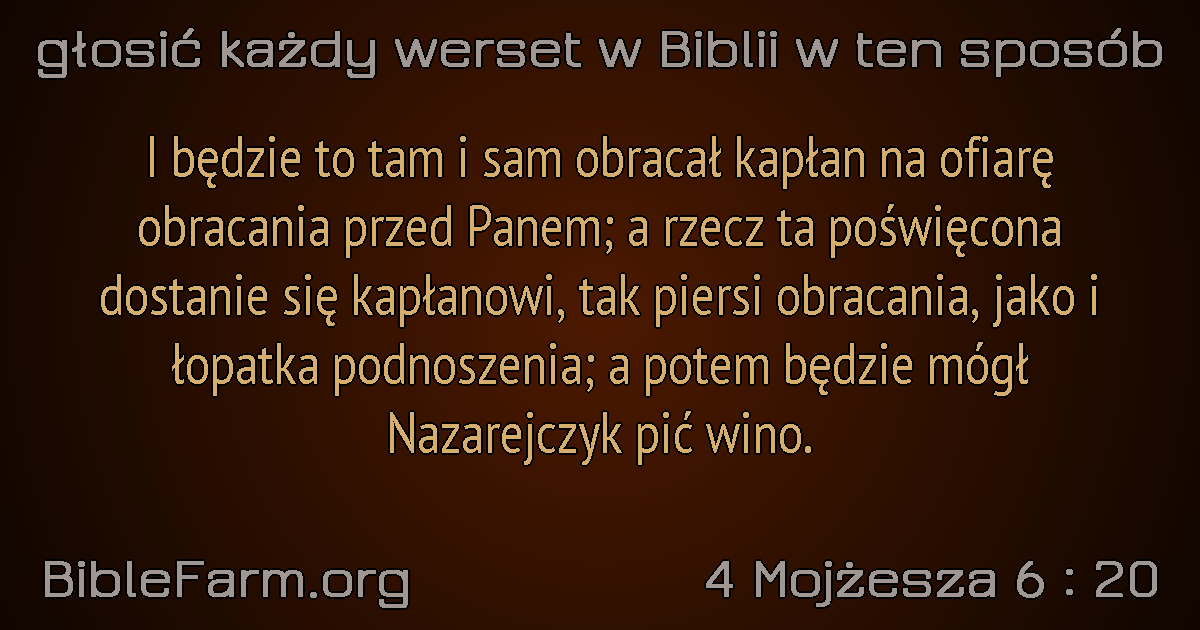 głosić każdy werset w Biblii w ten sposób
I będzie to tam i sam obracał kapłan na ofiarę
obracania przed Panem; a rzecz ta poświęcona
dostanie się kapłanowi, tak piersi obracania, jako i
łopatka podnoszenia; a potem będzie mógł
Nazarejczyk pić wino.
BibleFarm.org
4 Mojżesza 6 : 20